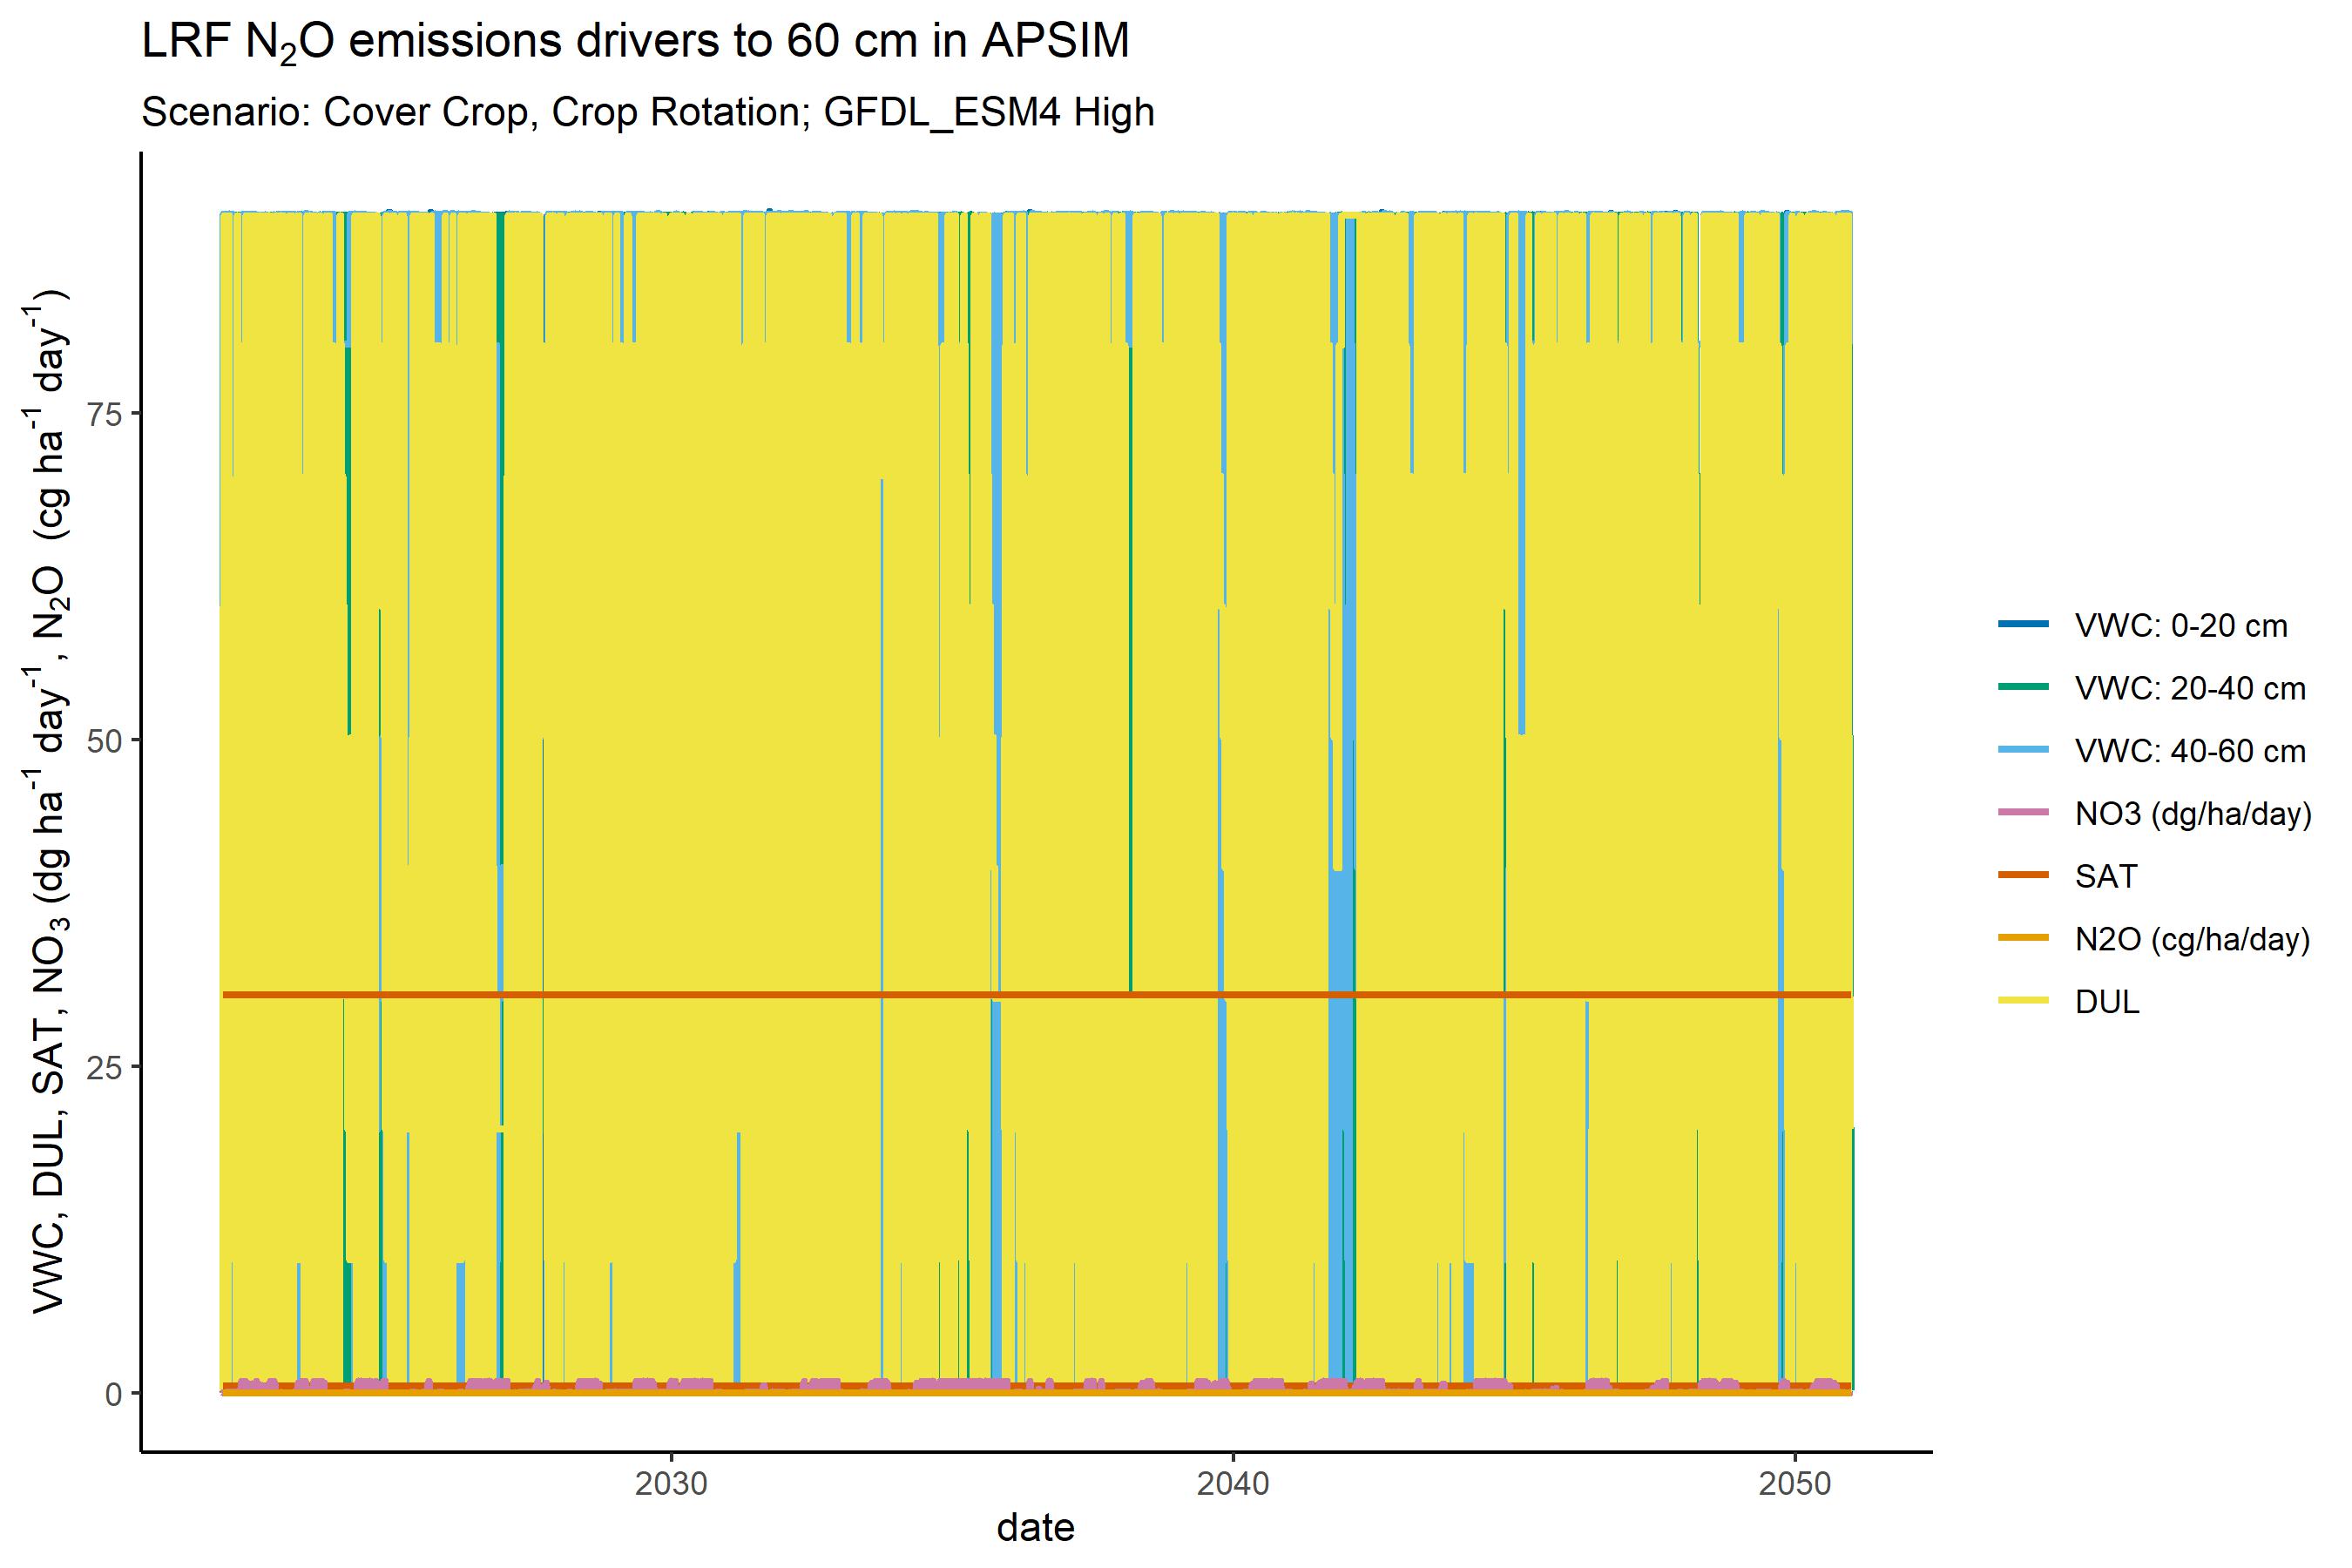 LRF N₂O emissions drivers to 60 cm in APSIM
Scenario: Cover Crop, Crop Rotation; GFDL_ESM4 High
VWC, DUL, SAT, NO₃ (dg ha⁻¹ day⁻¹, N₂O (cg ha⁻¹ day⁻¹)
75
50
25
0
2030
2040
2050
date
VWC: 0-20 cm
VWC: 20-40 cm
VWC: 40-60 cm
NO3 (dg/ha/day)
SAT
N2O (cg/ha/day)
DUL